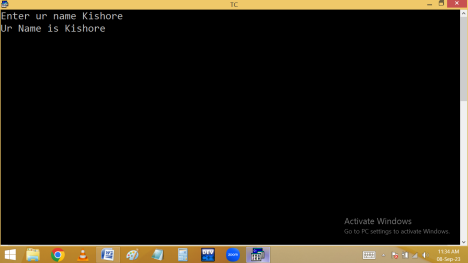 TC
Enter ur name Kishore
Ur Name is Kishore
Activate Windows
Go to PC settings to activate Windows.
11:34 AM
08-Sep-23